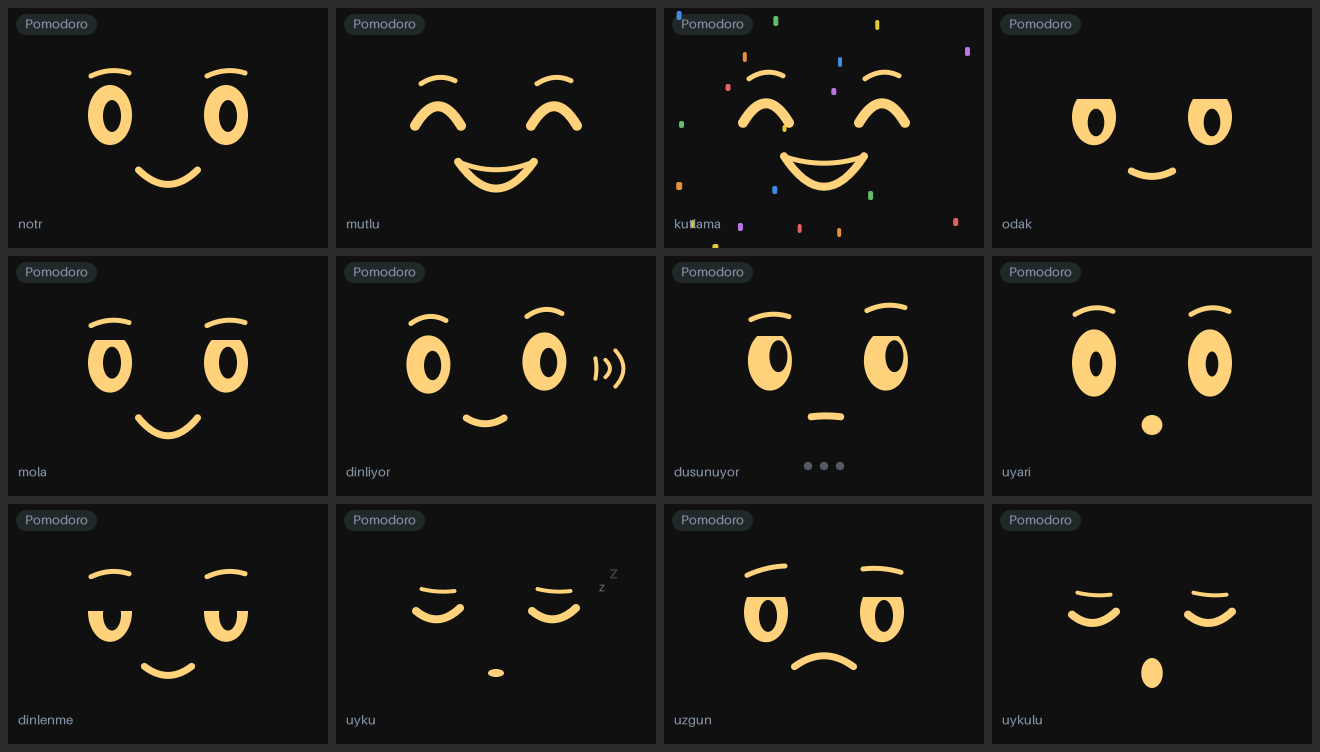 Pomodoro
notr
Pomodoro
mutlu
Pomodoro
kutlama
Pomodoro
odak
Pomodoro
mola
Pomodoro
dinliyor
Pomodoro
dusunuyor
Pomodoro
uyari
Pomodoro
dinlenme
Pomodoro
z
z
uyku
Pomodoro
uzgun
Pomodoro
uykulu